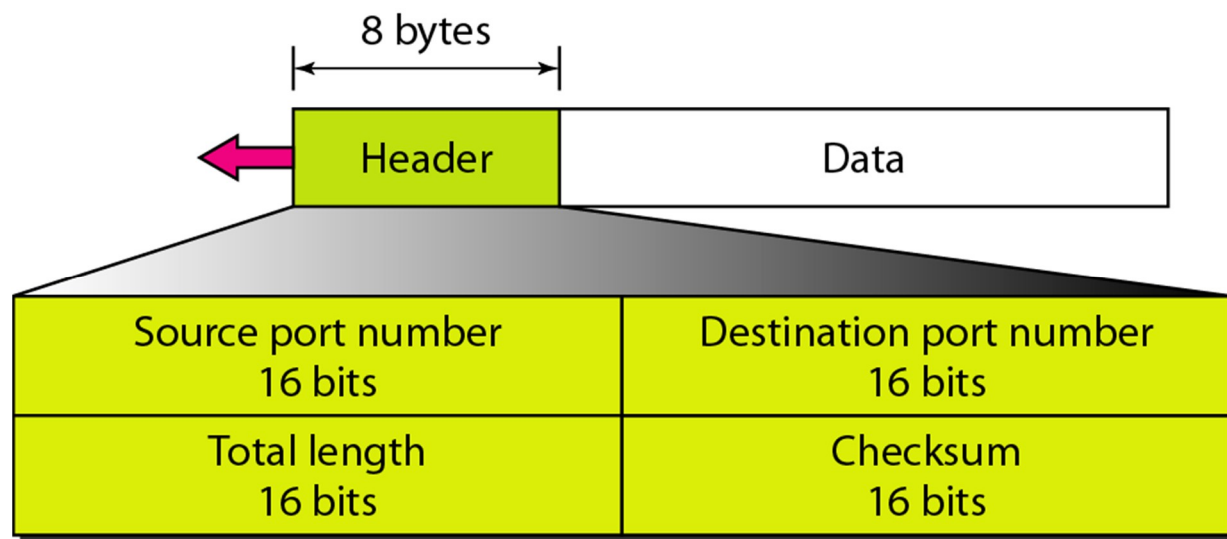 8 bytes
Header
Data
Source port number
16 bits
Destination port number
16 bits
Total length
16 bits
Checksum
16 bits